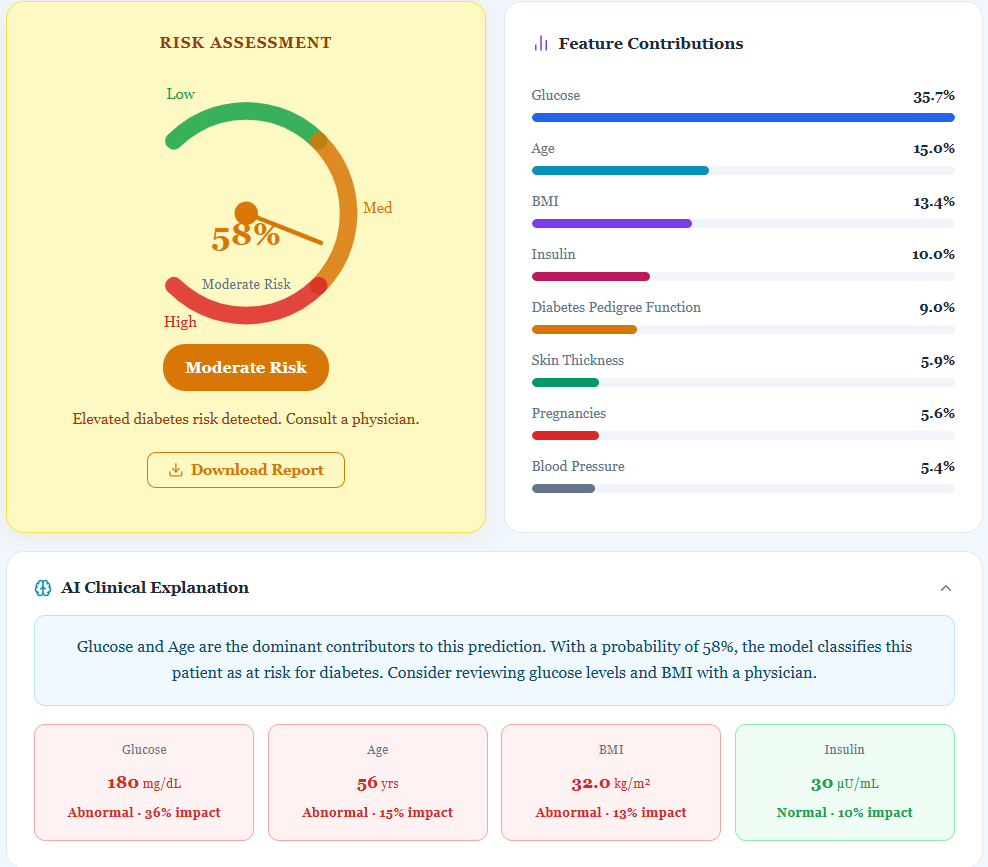 RISK ASSESSMENT
Low
Med
58%
Moderate Risk
High
Moderate Risk
Elevated diabetes risk detected. Consult a physician.
Download Report
Feature Contributions
Glucose 35.7%
Age 15.0%
BMI 13.4%
Insulin 10.0%
Diabetes Pedigree Function 9.0%
Skin Thickness 5.9%
Pregnancies 5.6%
Blood Pressure 5.4%
AI Clinical Explanation
Glucose and Age are the dominant contributors to this prediction. With a probability of 58%, the model classifies this
patient as at risk for diabetes. Consider reviewing glucose levels and BMI with a physician.
Glucose
180 mg/dL
Abnormal · 36% impact
Age
56 yrs
Abnormal · 15% impact
BMI
32.0 kg/m²
Abnormal · 13% impact
Insulin
30 μU/mL
Normal · 10% impact